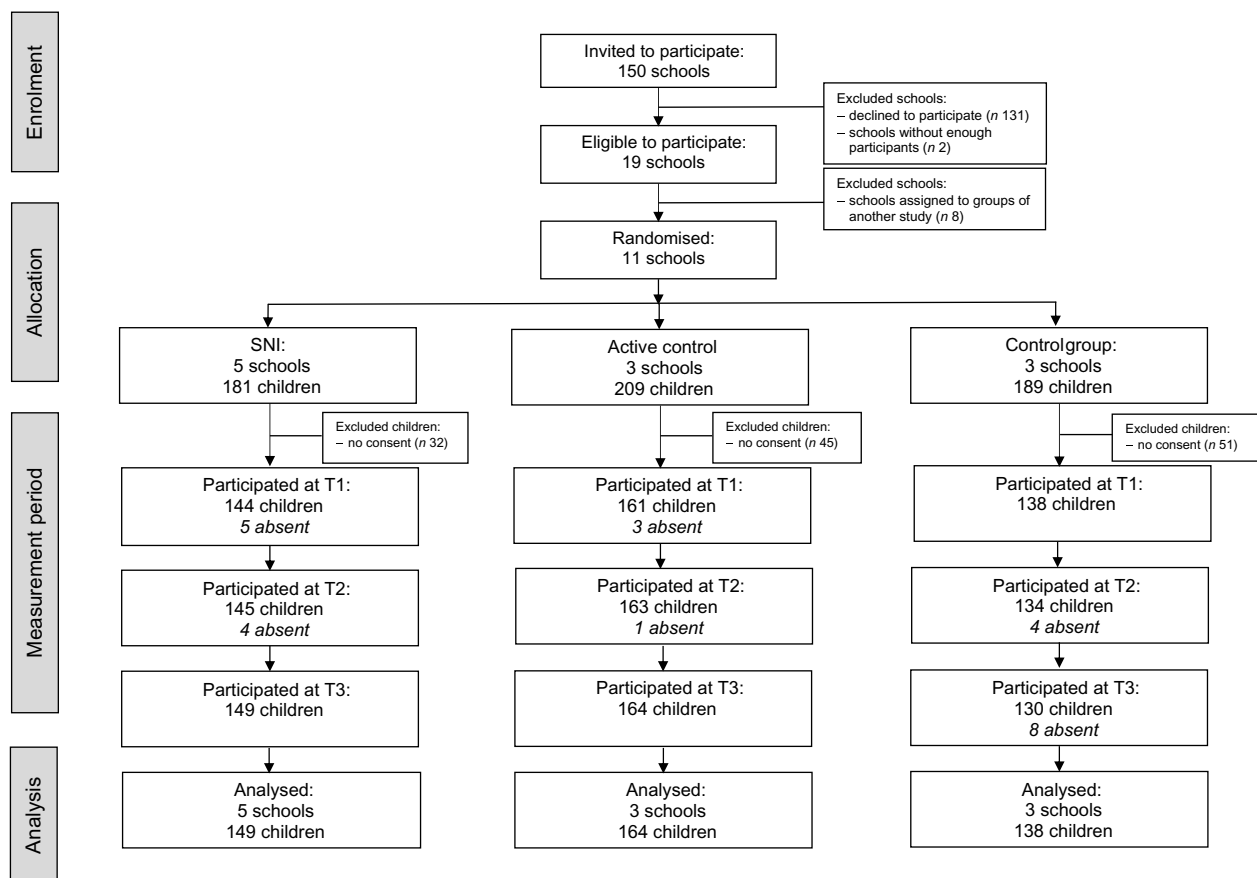 Enrolment
Invited to participate:
150 schools
Excluded schools:
– declined to participate (n 131)
– schools without enough
participants (n 2)
Eligible to participate:
19 schools
Excluded schools:
– schools assigned to groups of
another study (n 8)
Allocation
Randomised:
11 schools
SNI:
5 schools
181 children
Active control
3 schools
209 children
Controlgroup:
3 schools
189 children
Measurement period
Excluded children:
– no consent (n 32)
Excluded children:
– no consent (n 45)
Excluded children:
– no consent (n 51)
Participated at T1:
144 children
5 absent
Participated at T1:
161 children
3 absent
Participated at T1:
138 children
Participated at T2:
145 children
4 absent
Participated at T2:
163 children
1 absent
Participated at T2:
134 children
4 absent
Participated at T3:
149 children
Participated at T3:
164 children
Participated at T3:
130 children
8 absent
Analysis
Analysed:
5 schools
149 children
Analysed:
3 schools
164 children
Analysed:
3 schools
138 children